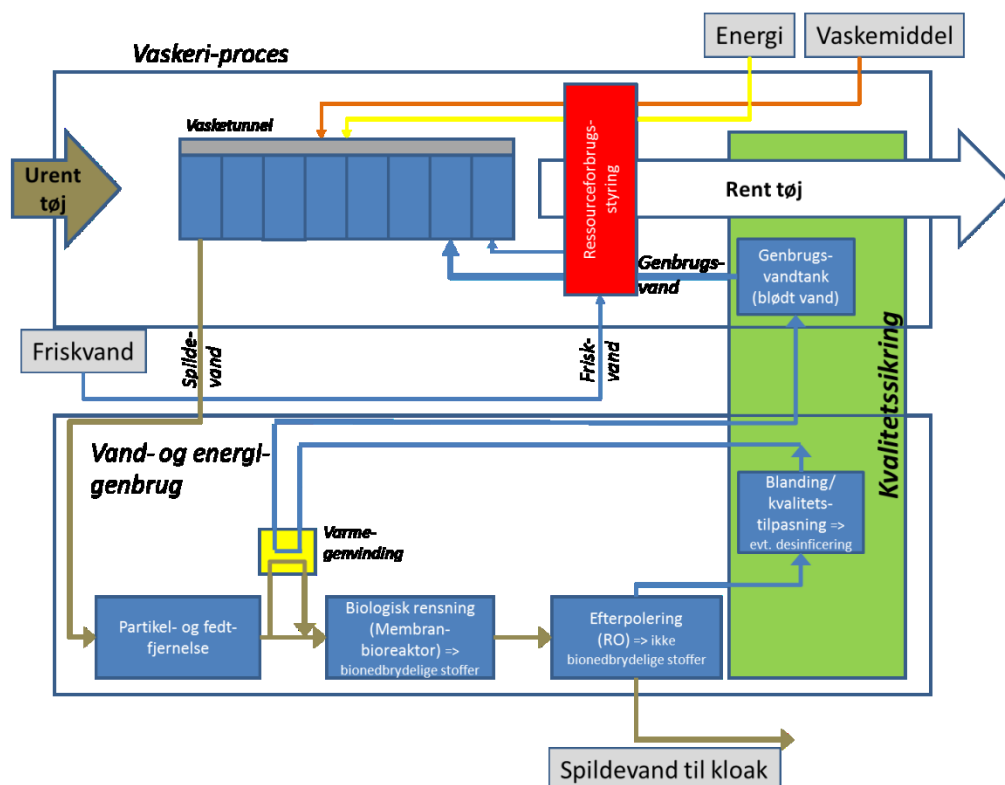 Energi
Vaskemiddel
Vaskeri-proces
Vasketunnel
Urent
tøj
Ressourceforbrugs-
styring
Rent tøj
Genbrugs-
vand
Genbrugs-
vandtank
(blødt vand)
Friskvand
Spilde-
vand
Frisk-
vand
Kvalitetssikring
Vand- og energi-
genbrug
Varme-
genvinding
Blanding/
kvalitets-
tilpasning =>
evt. desinficering
Partikel- og fedt-
fjernelse
Biologisk rensning
(Membran-
bioreaktor) =>
bionedbrydelige stoffer
Efterpolering
(RO) => ikke
bionedbrydelige stoffer
Spildevand til kloak